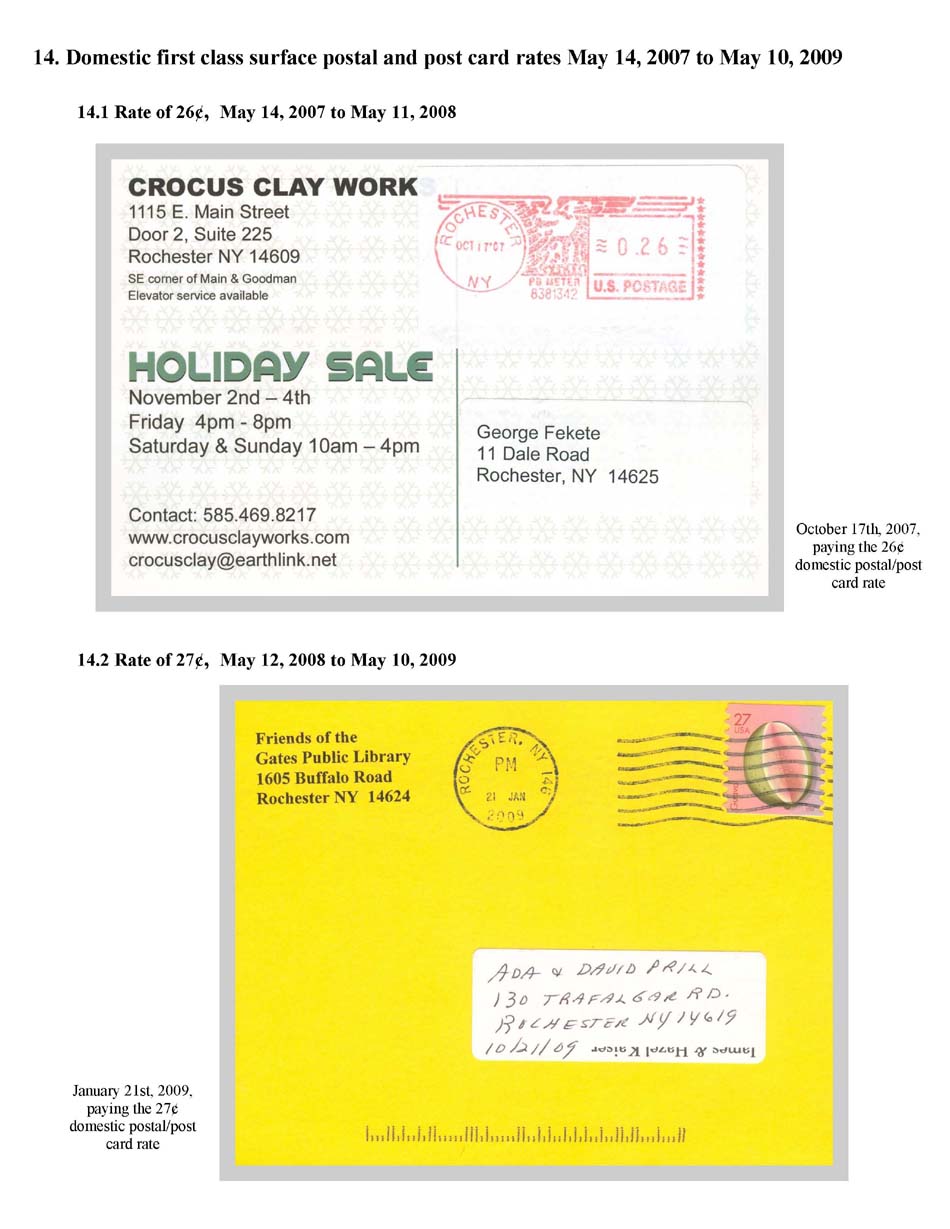 14. Domestic first class surface postal and post card rates May 14, 2007 to May 10, 2009
14.1 Rate of 26¢,  May 14, 2007 to May 11, 2008
CROCUS CLAY WORKS
1115 E. Main Street
Door 2, Suite 225
Rochester NY 14609
SE corner of Main & Goodman
Elevator service available
ROCHESTER
OCT 17'07
NY
PB METER
8381342
0.26
U.S. POSTAGE
HOLIDAY SALE
November 2nd – 4th
Friday  4pm - 8pm
Saturday & Sunday 10am – 4pm
George Fekete
11 Dale Road
Rochester, NY  14625
Contact: 585.469.8217
www.crocusclayworks.com
crocusclay@earthlink.net
October 17th, 2007,
paying the 26¢
domestic postal/post
card rate
14.2 Rate of 27¢,  May 12, 2008 to May 10, 2009
Friends of the
Gates Public Library
1605 Buffalo Road
Rochester NY  14624
ROCHESTER, NY 146
PM
21 JAN
2009
27
USA
Guava
ADA & DAVID PRILL
130 TRAFALGAR RD.
ROCHESTER NY 14619
10/21/09 James & Hazel Kaiser
January 21st, 2009,
paying the 27¢
domestic postal/post
card rate